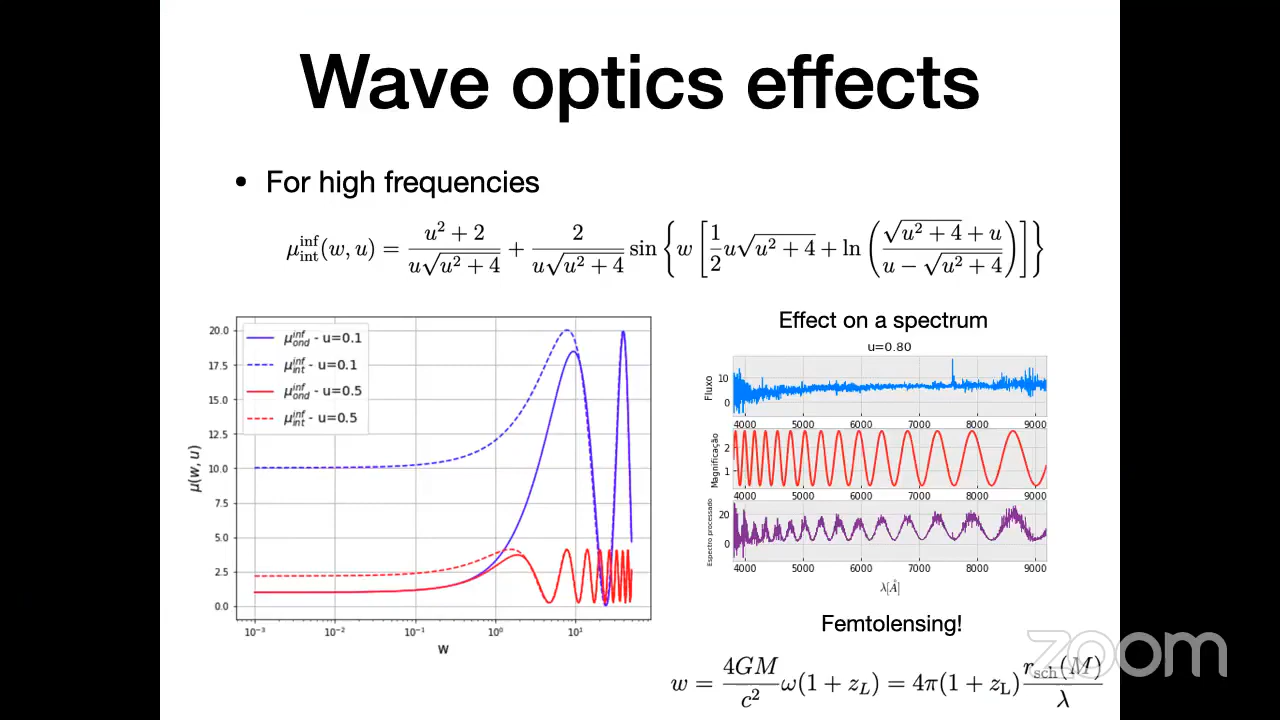 Wave optics effects
• For high frequencies
μ_int^inf(w, u) = (u² + 2)/(u√(u² + 4)) + 2/(u√(u² + 4)) sin { w [ 1/2 u√(u² + 4) + ln ( (√(u² + 4) + u)/(u − √(u² + 4)) ) ] }
μ_ond^inf - u=0.1
μ_int^inf - u=0.1
μ_ond^inf - u=0.5
μ_int^inf - u=0.5
20.0
17.5
15.0
12.5
10.0
7.5
5.0
2.5
0.0
μ(w, u)
10⁻³ 10⁻² 10⁻¹ 10⁰ 10¹
w
Effect on a spectrum
u=0.80
Fluxo
10
0
4000 5000 6000 7000 8000 9000
Magnificação
2
1
4000 5000 6000 7000 8000 9000
Espectro processado
20
0
4000 5000 6000 7000 8000 9000
λ[Å]
Femtolensing!
w = 4GM/c² ω(1 + z_L) = 4π(1 + z_L) r_sch(M)/λ
zoom